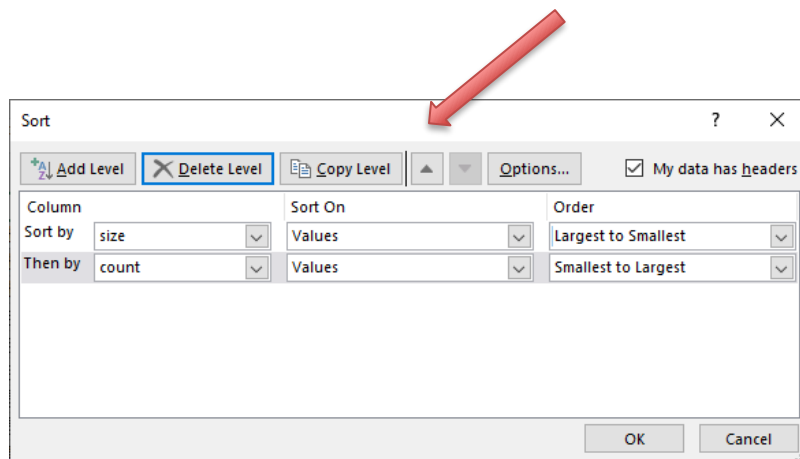 Sort ?
Add Level Delete Level Copy Level Options... My data has headers
Column Sort On Order
Sort by size Values Largest to Smallest
Then by count Values Smallest to Largest
OK Cancel